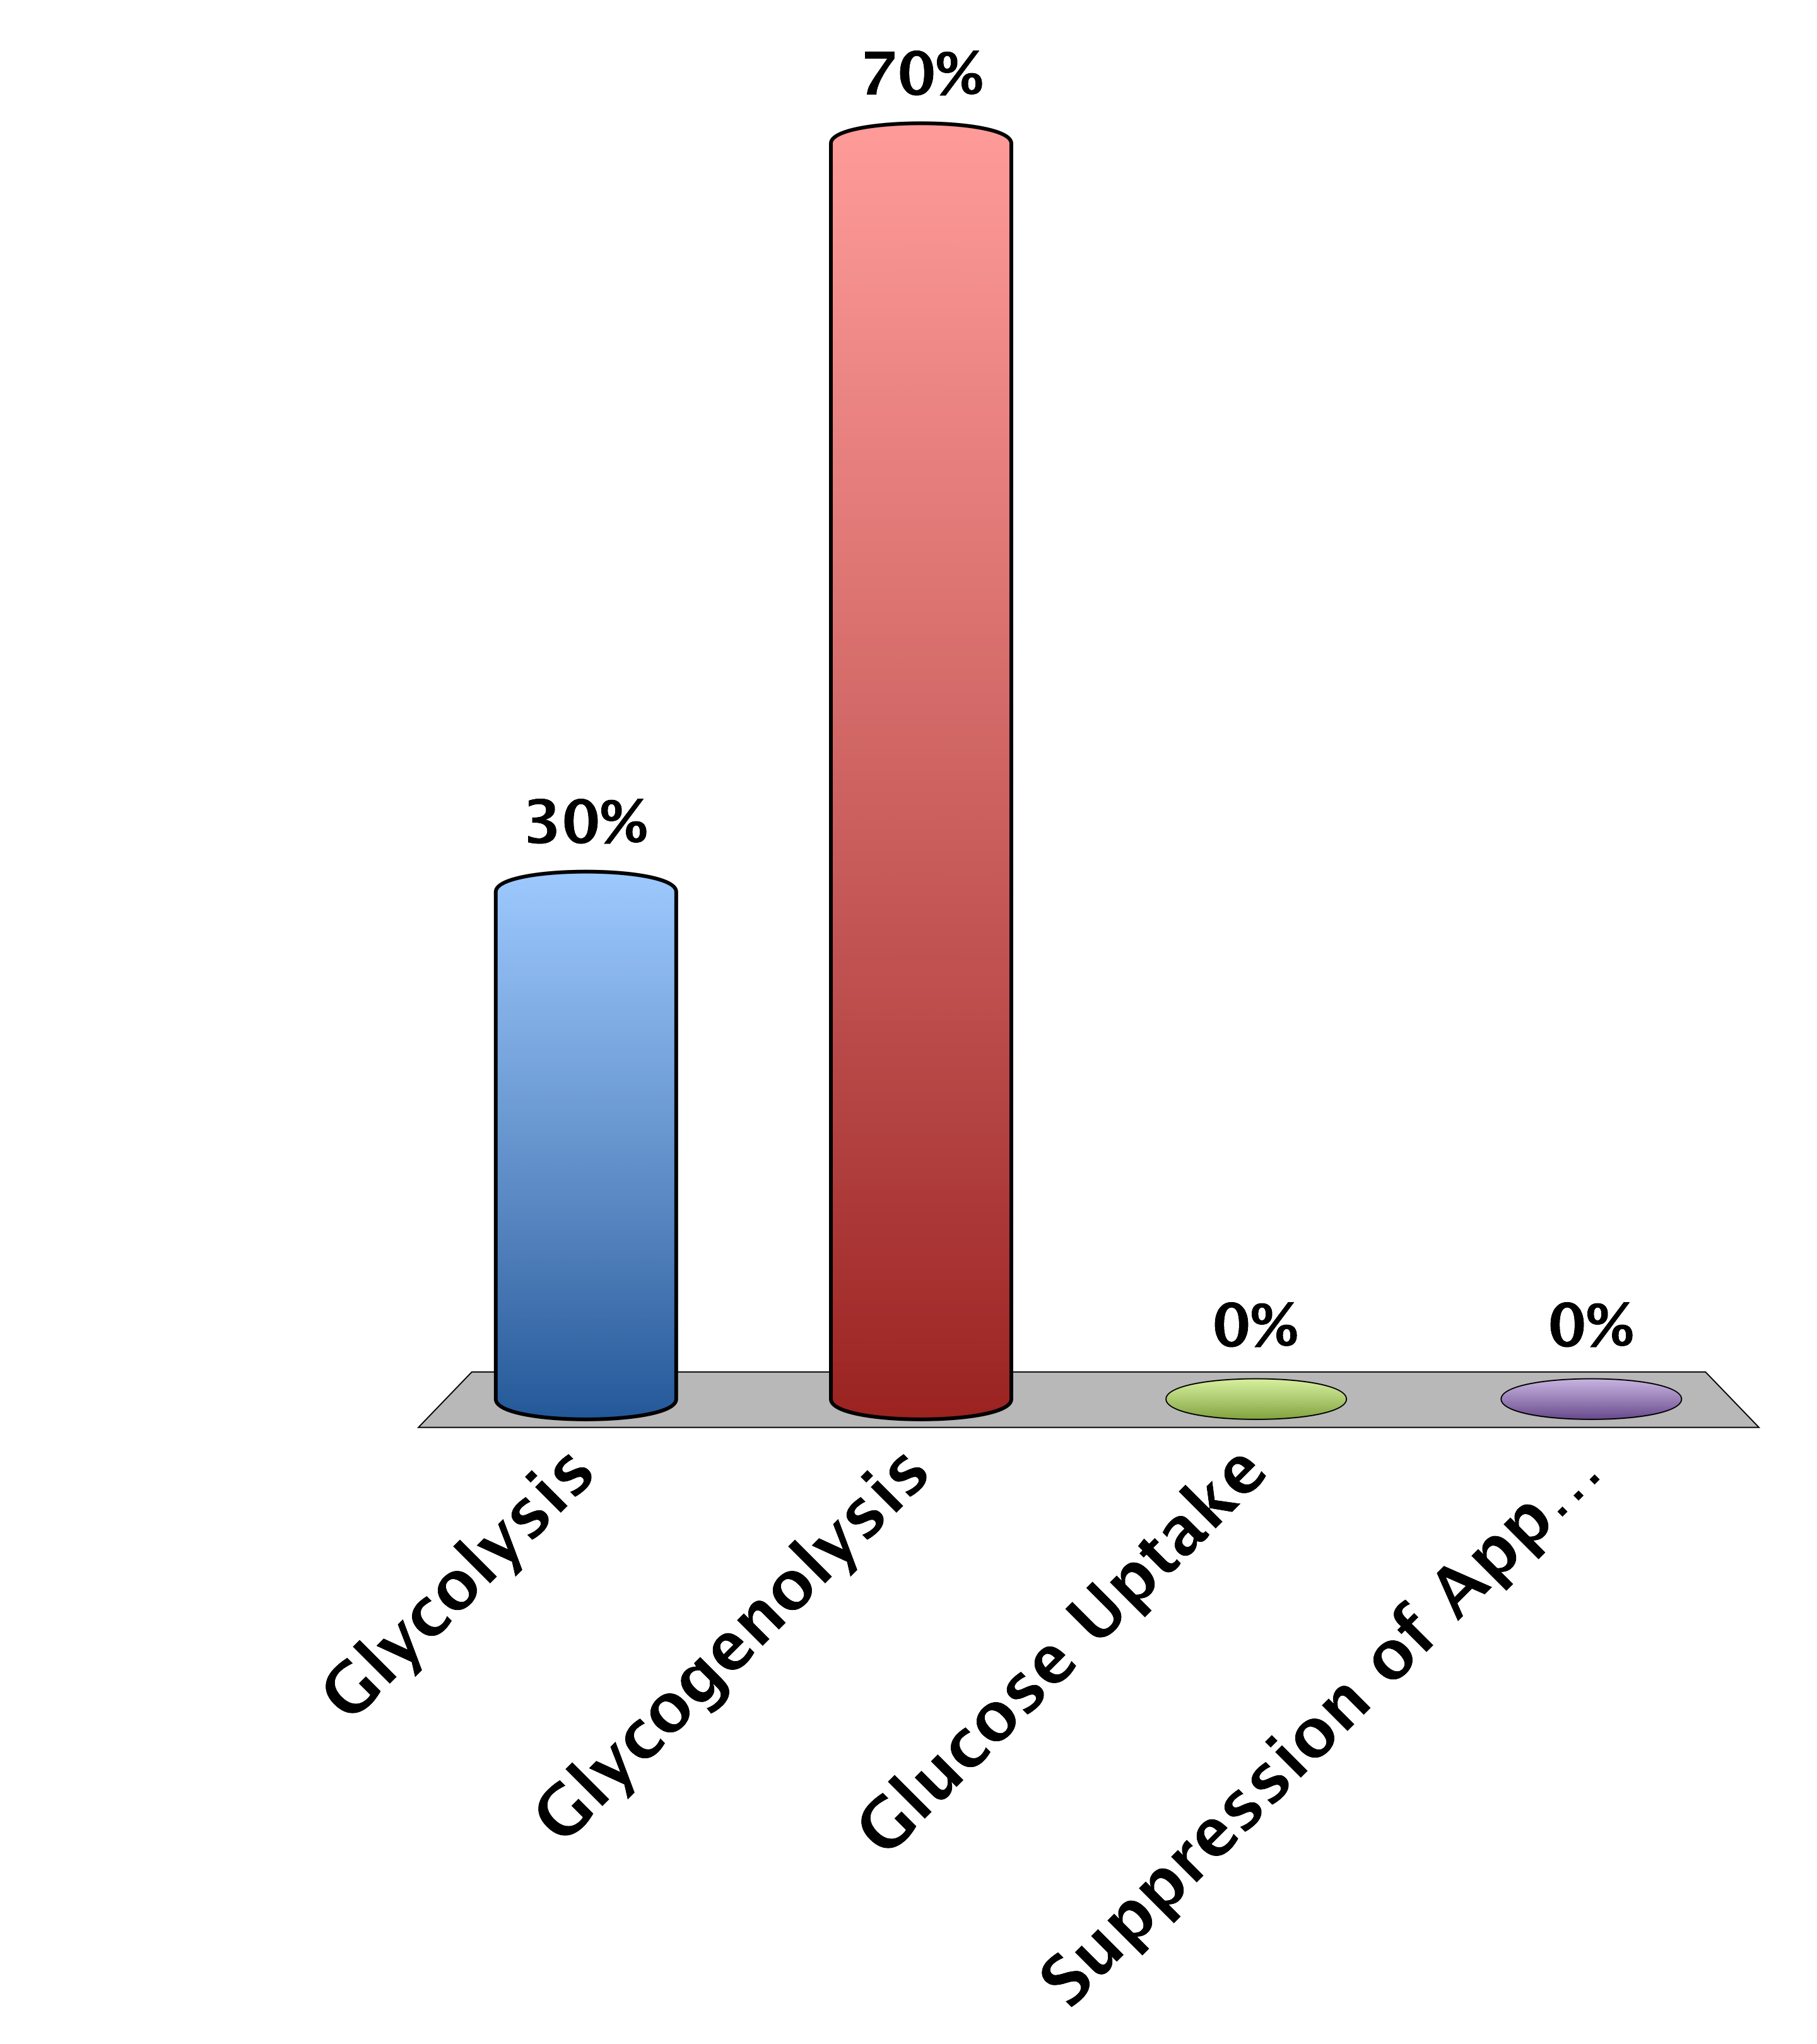 70%
30%
0%
0%
Glycolysis
Glycogenolysis
Glucose Uptake
Suppression of App...